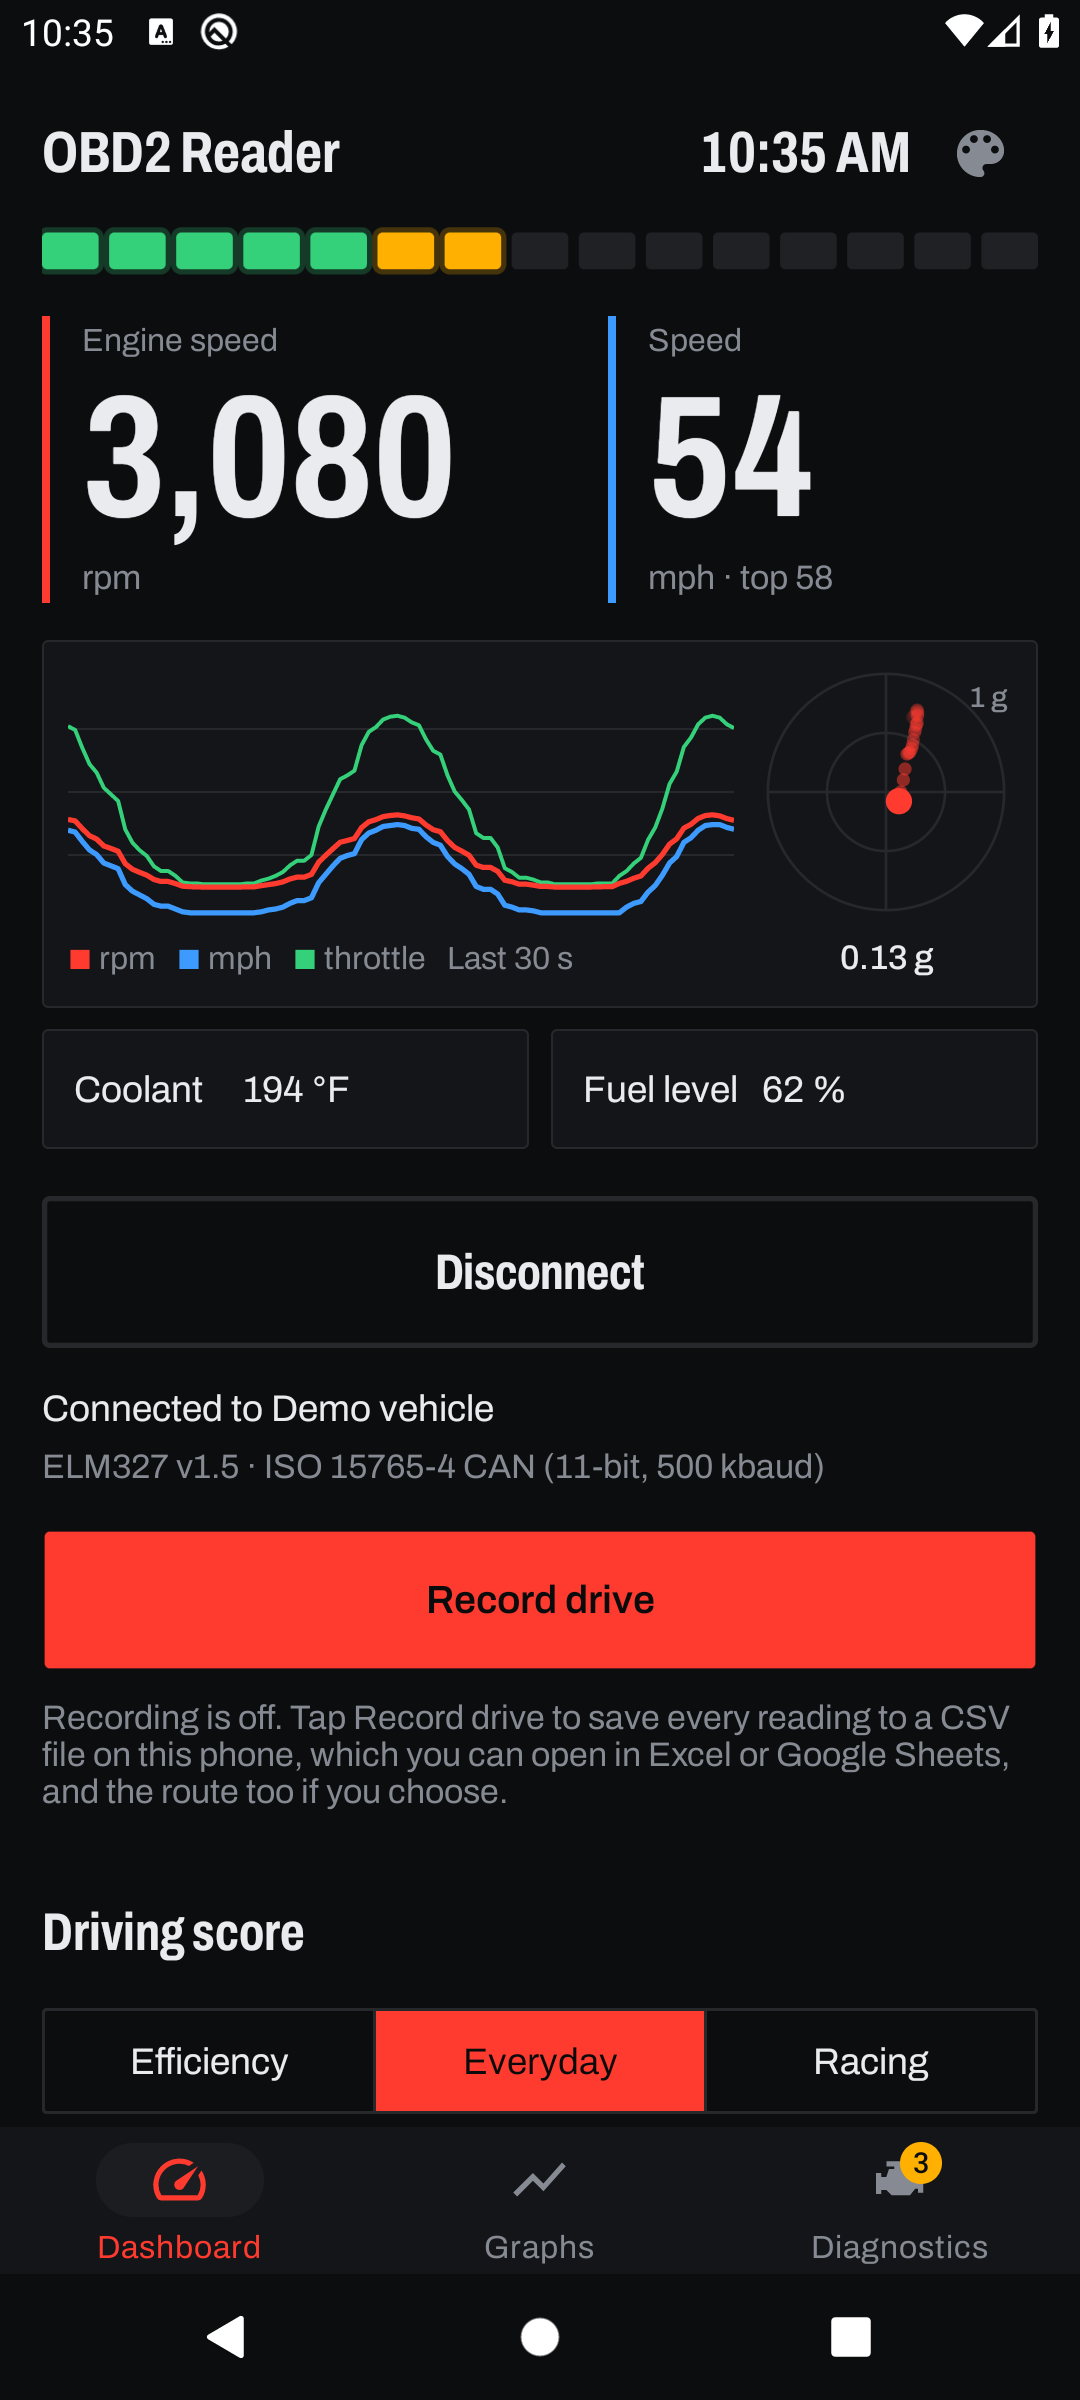 10:35
OBD2 Reader
10:35 AM
Engine speed
3,080
rpm
Speed
54
mph · top 58
1 g
rpm mph throttle Last 30 s
0.13 g
Coolant 194 °F
Fuel level 62 %
Disconnect
Connected to Demo vehicle
ELM327 v1.5 · ISO 15765-4 CAN (11-bit, 500 kbaud)
Record drive
Recording is off. Tap Record drive to save every reading to a CSV
file on this phone, which you can open in Excel or Google Sheets,
and the route too if you choose.
Driving score
Efficiency
Everyday
Racing
3
Dashboard
Graphs
Diagnostics